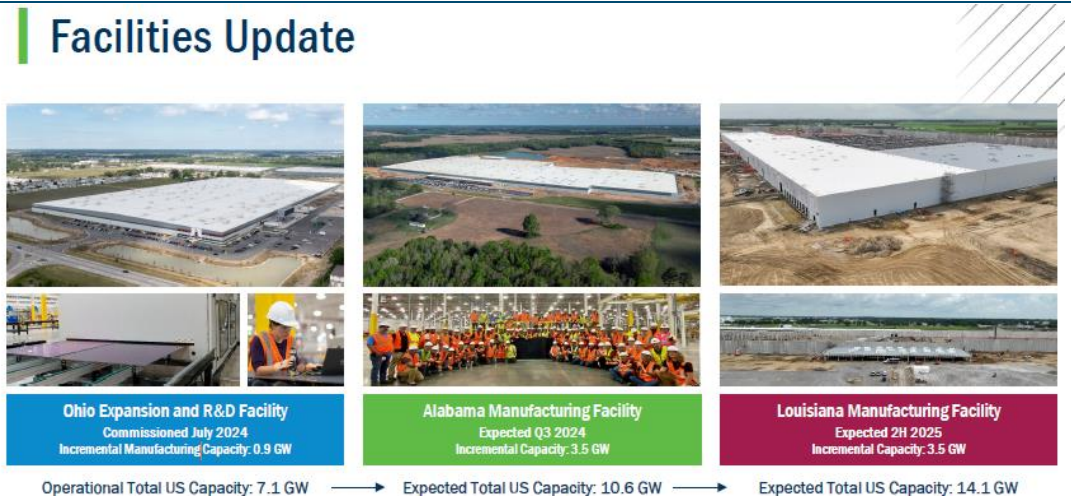 Facilities Update
Ohio Expansion and R&D Facility
Commissioned July 2024
Incremental Manufacturing Capacity: 0.9 GW
Alabama Manufacturing Facility
Expected Q3 2024
Incremental Capacity: 3.5 GW
Louisiana Manufacturing Facility
Expected 2H 2025
Incremental Capacity: 3.5 GW
Operational Total US Capacity: 7.1 GW
Expected Total US Capacity: 10.6 GW
Expected Total US Capacity: 14.1 GW